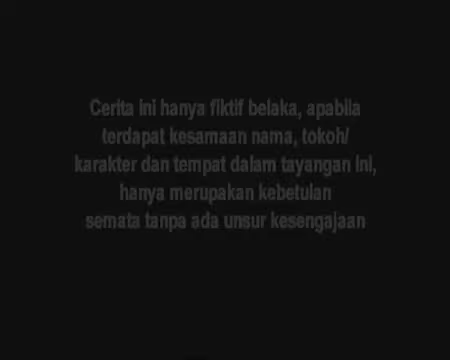 Cerita ini hanya fiktif belaka, apabila
terdapat kesamaan nama, tokoh/
karakter dan tempat dalam tayangan ini,
hanya merupakan kebetulan
semata tanpa ada unsur kesengajaan